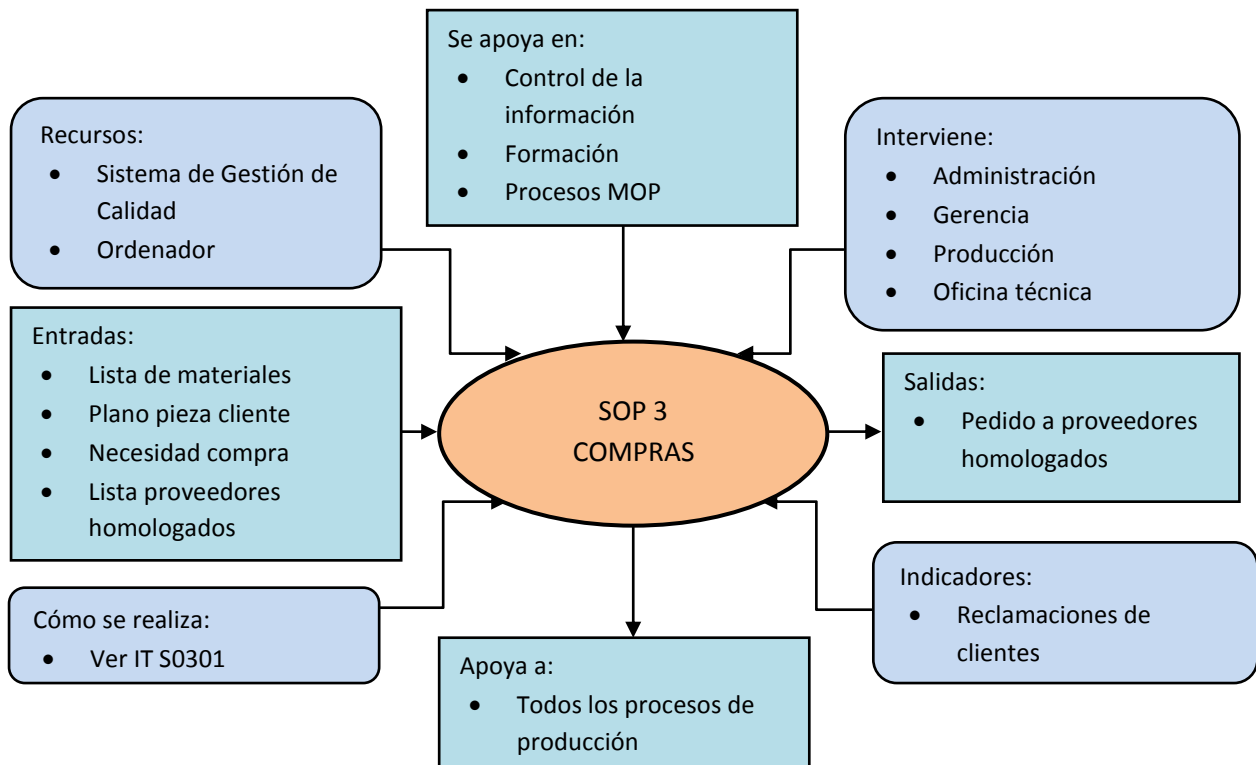 Se apoya en:
• Control de la
información
• Formación
• Procesos MOP
Recursos:
• Sistema de Gestión de
Calidad
• Ordenador
Interviene:
• Administración
• Gerencia
• Producción
• Oficina técnica
Entradas:
• Lista de materiales
• Plano pieza cliente
• Necesidad compra
• Lista proveedores
homologados
SOP 3
COMPRAS
Salidas:
• Pedido a proveedores
homologados
Cómo se realiza:
• Ver IT S0301
Indicadores:
• Reclamaciones de
clientes
Apoya a:
• Todos los procesos de
producción